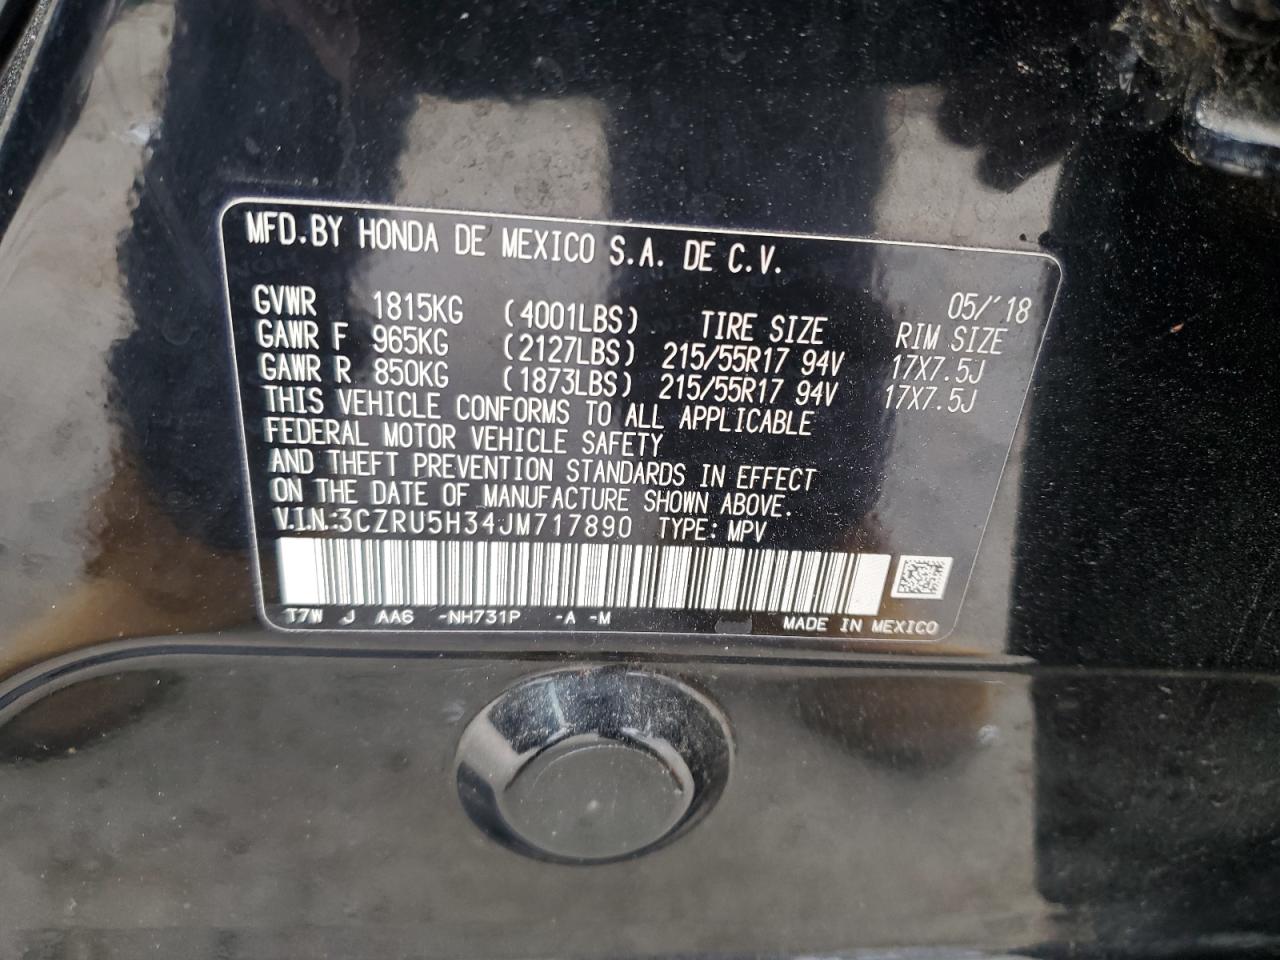 MFD.BY HONDA DE MEXICO S.A. DE C.V.
05/'18
GVWR 1815KG (4001LBS) TIRE SIZE RIM SIZE
GAWR F 965KG (2127LBS) 215/55R17 94V 17X7.5J
GAWR R 850KG (1873LBS) 215/55R17 94V 17X7.5J
THIS VEHICLE CONFORMS TO ALL APPLICABLE
FEDERAL MOTOR VEHICLE SAFETY
AND THEFT PREVENTION STANDARDS IN EFFECT
ON THE DATE OF MANUFACTURE SHOWN ABOVE.
V.I.N.:3CZRU5H34JM717890 TYPE: MPV
T7W J AA6 -NH731P -A -M MADE IN MEXICO